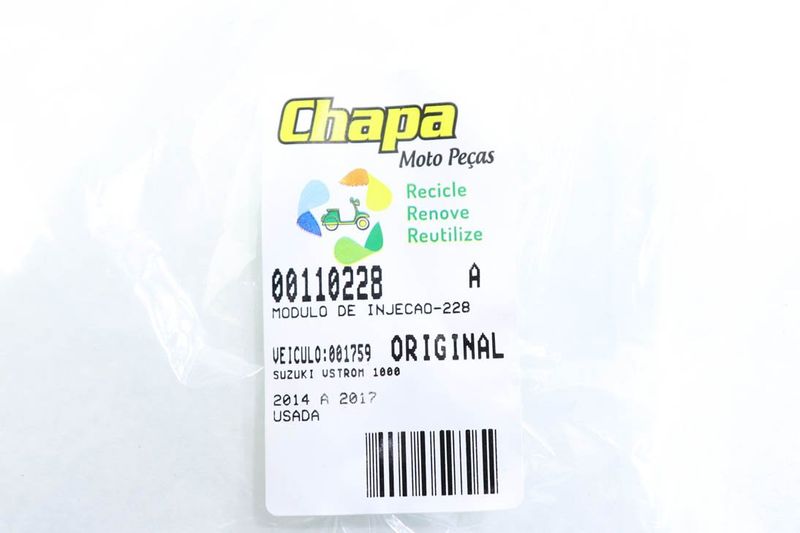 Chapa
Moto Peças
Recicle
Renove
Reutilize
00110228 A
MODULO DE INJECAO-228
VEICULO:001759 ORIGINAL
SUZUKI VSTROM 1000
2014 A 2017
USADA